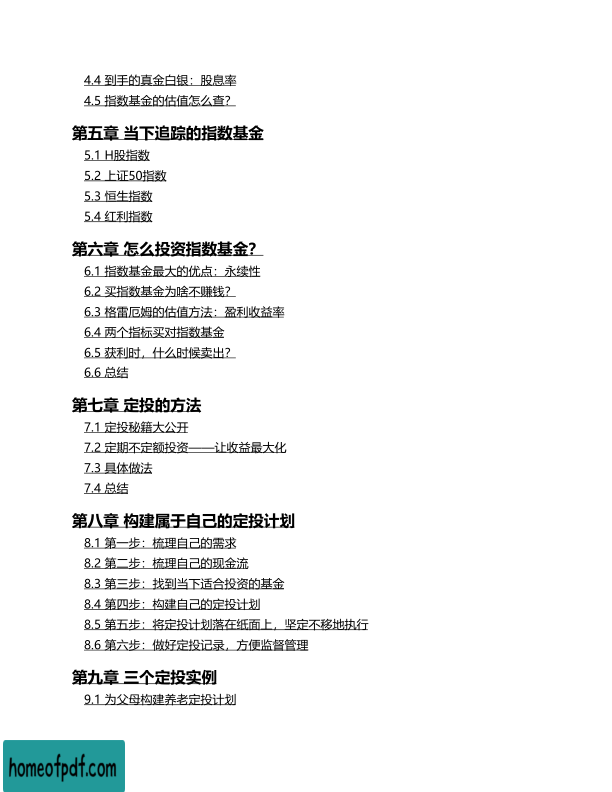 4.4 到手的真金白银：股息率
4.5 指数基金的估值怎么查？
第五章 当下追踪的指数基金
5.1 H股指数
5.2 上证50指数
5.3 恒生指数
5.4 红利指数
第六章 怎么投资指数基金？
6.1 指数基金最大的优点：永续性
6.2 买指数基金为啥不赚钱？
6.3 格雷厄姆的估值方法：盈利收益率
6.4 两个指标买对指数基金
6.5 获利时，什么时候卖出？
6.6 总结
第七章 定投的方法
7.1 定投秘籍大公开
7.2 定期不定额投资——让收益最大化
7.3 具体做法
7.4 总结
第八章 构建属于自己的定投计划
8.1 第一步：梳理自己的需求
8.2 第二步：梳理自己的现金流
8.3 第三步：找到当下适合投资的基金
8.4 第四步：构建自己的定投计划
8.5 第五步：将定投计划落在纸面上，坚定不移地执行
8.6 第六步：做好定投记录，方便监督管理
第九章 三个定投实例
9.1 为父母构建养老定投计划
homeofpdf.com